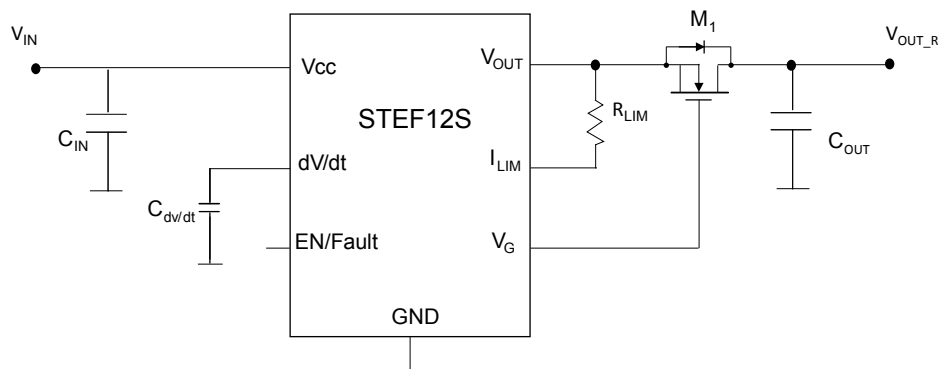 M1
VIN
VOUT_R
Vcc
VOUT
STEF12S
CIN
RLIM
COUT
dV/dt
ILIM
Cdv/dt
EN/Fault
VG
GND